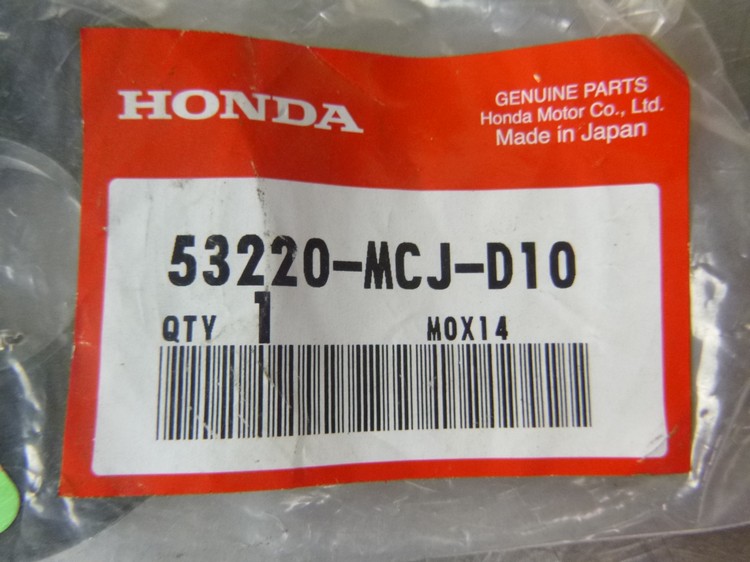 HONDA
GENUINE PARTS
Honda Motor Co., Ltd.
Made in Japan
53220-MCJ-D10
QTY 1 MOX14